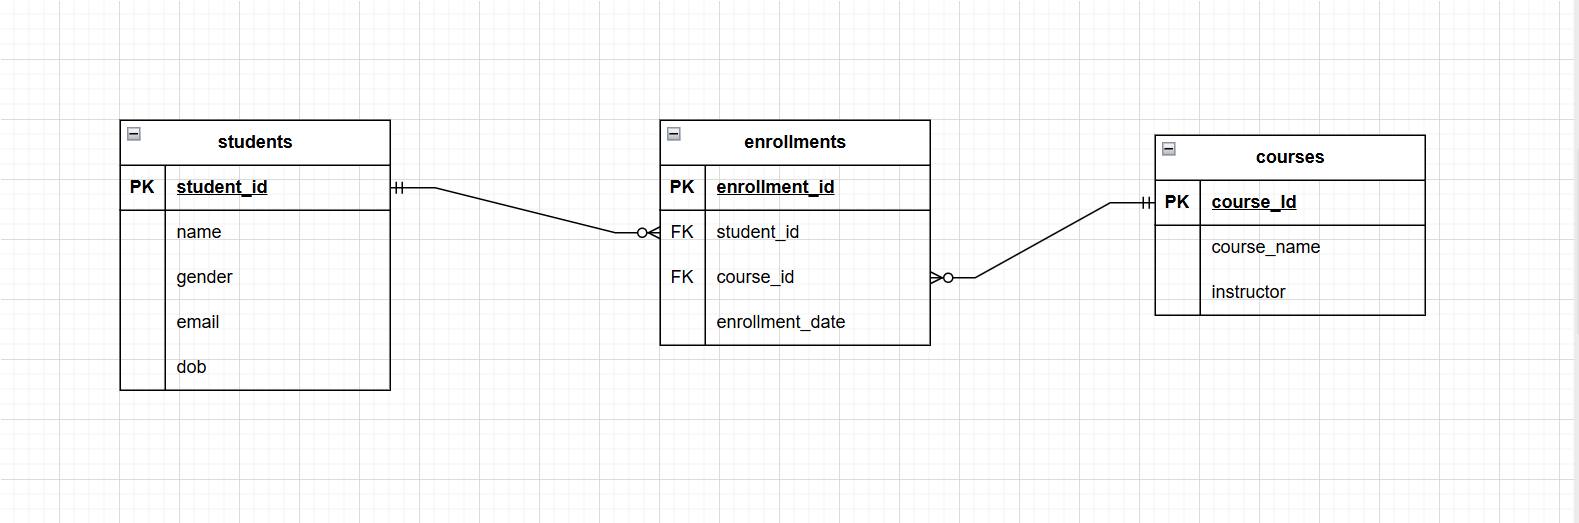 students
PK student_id
name
gender
email
dob
enrollments
PK enrollment_id
FK student_id
FK course_id
enrollment_date
courses
PK course_Id
course_name
instructor